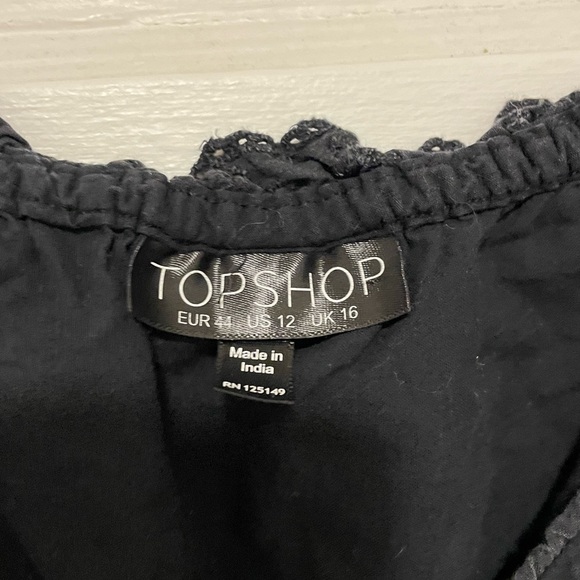 TOPSHOP
EUR 44 US 12 UK 16
Made in
India
RN 125149